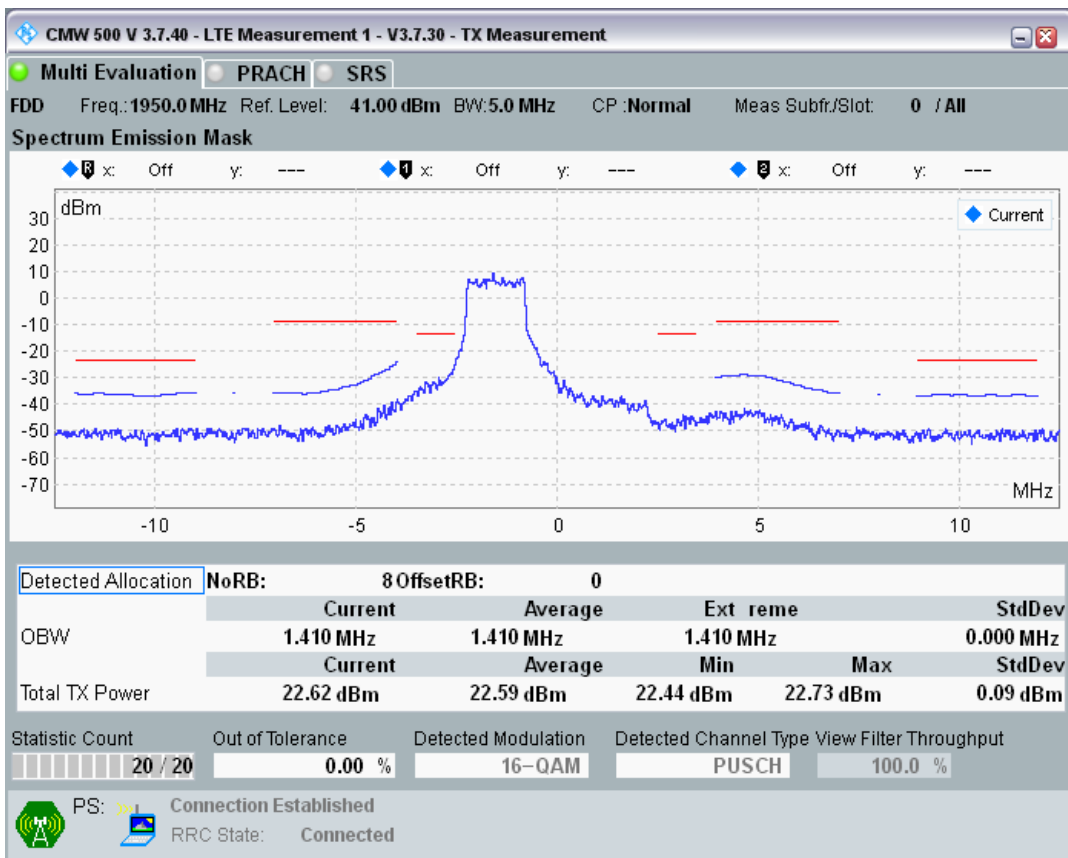 CMW 500 V 3.7.40 - LTE Measurement 1 - V3.7.30 - TX Measurement
Multi Evaluation PRACH SRS
FDD Freq.: 1950.0 MHz Ref. Level: 41.00 dBm BW: 5.0 MHz CP : Normal Meas Subfr./Slot: 0 / All
Spectrum Emission Mask
R x: Off y: --- 1 x: Off y: --- 2 x: Off y: ---
dBm
Current
30
20
10
0
-10
-20
-30
-40
-50
-60
-70
MHz
-10 -5 0 5 10
Detected Allocation NoRB: 8 OffsetRB: 0
Current Average Ext reme StdDev
OBW 1.410 MHz 1.410 MHz 1.410 MHz 0.000 MHz
Current Average Min Max StdDev
Total TX Power 22.62 dBm 22.59 dBm 22.44 dBm 22.73 dBm 0.09 dBm
Statistic Count Out of Tolerance Detected Modulation Detected Channel Type View Filter Throughput
20 / 20 0.00 % 16-QAM PUSCH 100.0 %
PS: Connection Established
RRC State: Connected